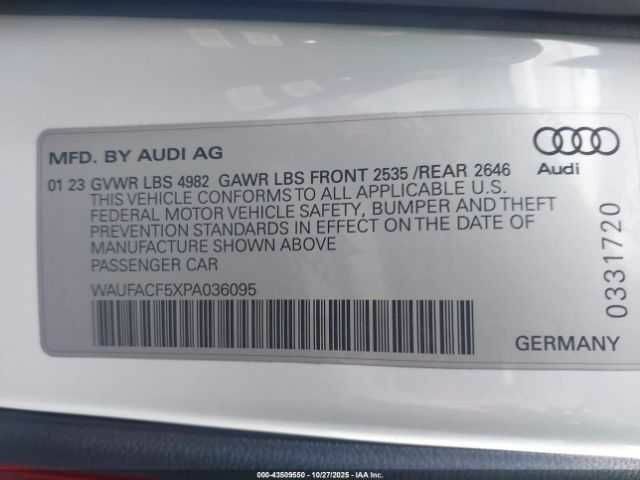 MFD. BY AUDI AG
01 23 GVWR LBS 4982 GAWR LBS FRONT 2535 /REAR 2646
THIS VEHICLE CONFORMS TO ALL APPLICABLE U.S.
FEDERAL MOTOR VEHICLE SAFETY, BUMPER AND THEFT
PREVENTION STANDARDS IN EFFECT ON THE DATE OF
MANUFACTURE SHOWN ABOVE
PASSENGER CAR
WAUFACF5XPA036095
Audi
0331720
GERMANY
000-43509550 - 10/27/2025 - IAA, Inc.